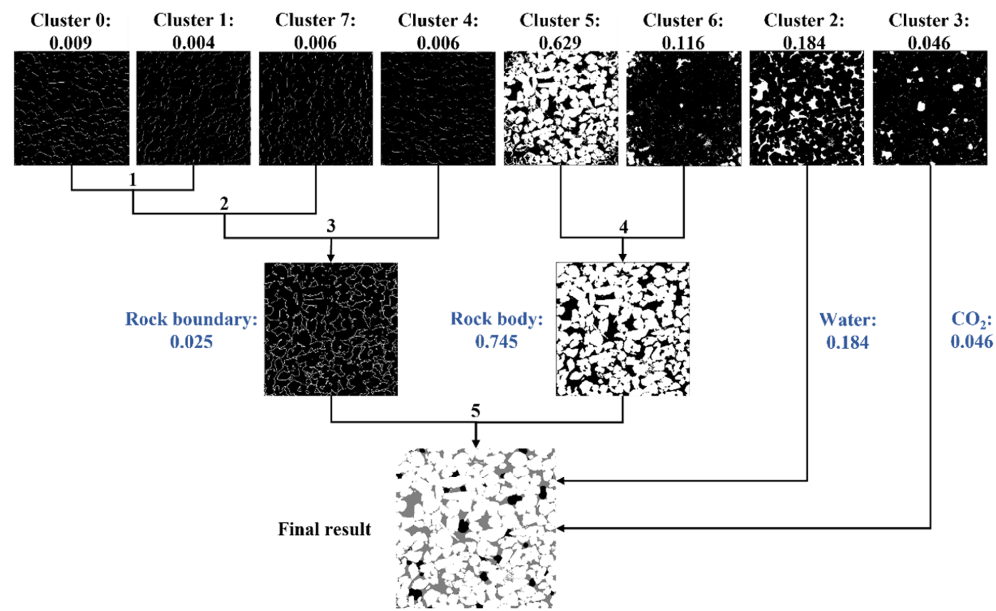 Cluster 0: Cluster 1: Cluster 7: Cluster 4: Cluster 5: Cluster 6: Cluster 2: Cluster 3:
0.009 0.004 0.006 0.006 0.629 0.116 0.184 0.046
1
2
3 4
Rock boundary: Rock body: Water: CO₂:
0.025 0.745 0.184 0.046
5
Final result